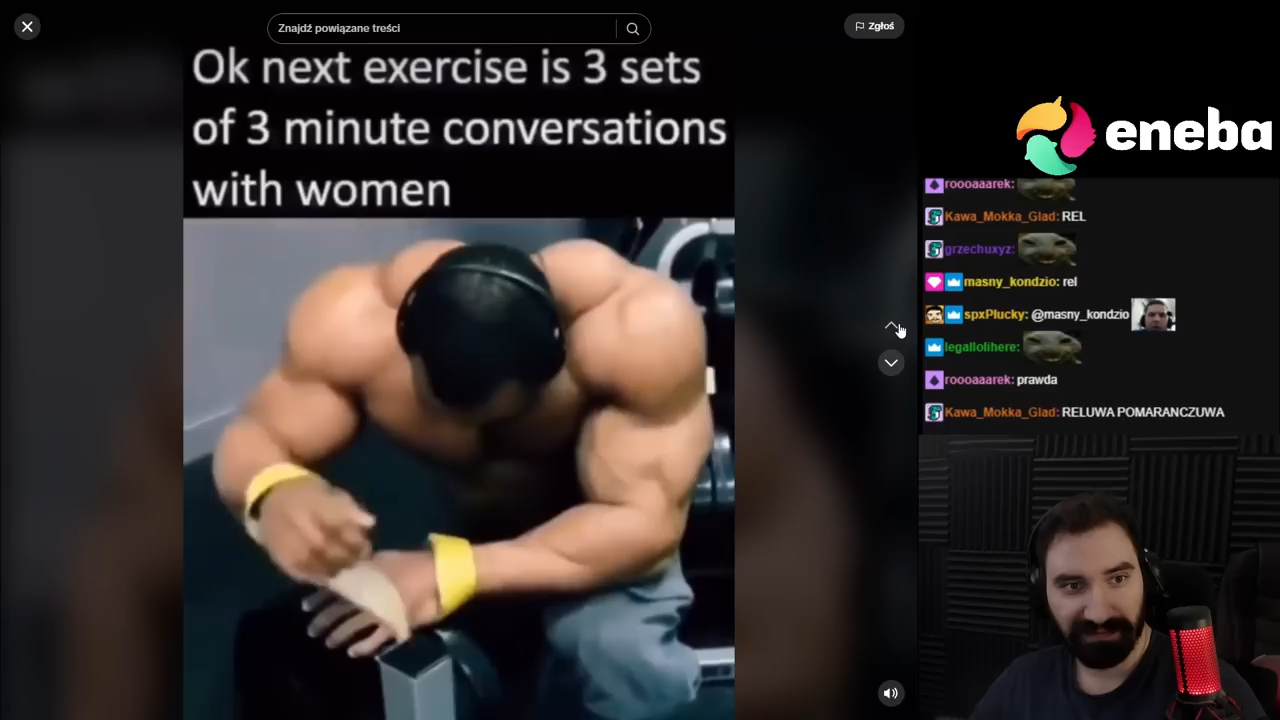 Znajdź powiązane treści
Zgłoś
Ok next exercise is 3 sets
of 3 minute conversations
with women
eneba
roooaaarek:
Kawa_Mokka_Glad: REL
grzechuxyz:
masny_kondzio: rel
spxPlucky: @masny_kondzio
legallolihere:
roooaaarek: prawda
Kawa_Mokka_Glad: RELUWA POMARANCZUWA